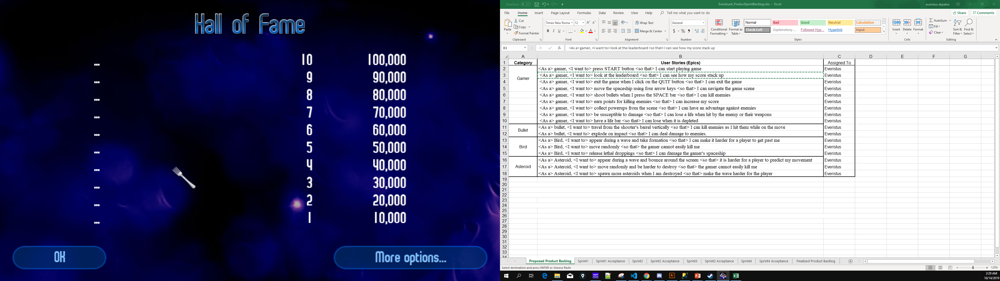 Hall of Fame
... 10 100,000
... 9 90,000
... 8 80,000
... 7 70,000
... 6 60,000
... 5 50,000
... 4 40,000
... 3 30,000
... 2 20,000
... 1 10,000
OK
More options...
AutoSave Off
EveristusA_ProductSprintBacklog.xlsx - Excel
everistus akpabio
File Home Insert Page Layout Formulas Data Review View Help Tell me what you want to do
Share Comments
Paste
Cut
Copy
Format Painter
Clipboard
Times New Roma 12
B I U
Font
Wrap Text
Merge & Center
Alignment
General
$ % ,
Number
Conditional Formatting
Format as Table
Normal Bad Good Neutral Calculation
Check Cell Explanatory ... Followed Hyp... Hyperlink Input
Styles
Insert Delete Format
Cells
AutoSum
Fill
Clear
Sort & Filter
Find & Select
Editing
B3
fx
<As a> gamer, <I want to> look at the leaderboard <so that> I can see how my score stack up
A B C D E F G
1 Category User Stories (Epics) Assigned To
2 <As a> gamer, <I want to> press START button <so that> I can start playing game Everistus
3 <As a> gamer, <I want to> look at the leaderboard <so that> I can see how my score stack up Everistus
Gamer
4 <As a> gamer, <I want to> exit the game when I click on the QUIT button <so that> I can exit the game Everistus
5 <As a> gamer, <I want to> move the spaceship using four arrow keys <so that> I can navigate the game scene Everistus
6 <As a> gamer, <I want to> shoot bullets when I press the SPACE bar <so that> I can kill enemies Everistus
7 <As a> gamer, <I want to> earn points for killing enemies <so that> I can increase my score Everistus
8 <As a> gamer, <I want to> collect powerups from the scene <so that> I can have an advantage against enemies Everistus
9 <As a> gamer, <I want to> be susceptible to damage <so that> I can lose a life when hit by the enemy or their weapons Everistus
10 <As a> gamer, <I want to> have a life bar <so that> I can lose when it is depleted Everistus
11 <As a> bullet, <I want to> travel from the shooter's barrel vertically <so that> I can kill enemies as I hit them while on the move Everistus
Bullet
12 <As a> bullet, <I want to> explode on impact <so that> I can deal damage to enemies. Everistus
13 <As a> Bird, <I want to> appear during a wave and take formation <so that> I can make it harder for a player to get past me Everistus
14 Bird <As a> Bird, <I want to> move randomly <so that> the gamer cannot easily kill me Everistus
15 <As a> Bird, <I want to> release lethal droppings <so that> I can damage the gamer's spaceship Everistus
16 <As a> Asteroid, <I want to> appear during a wave and bounce around the screen <so that> it is harder for a player to predict my movement Everistus
17 Asteroid <As a> Asteroid, <I want to> move randomly and be harder to destroy <so that> the gamer cannot easily kill me Everistus
18 <As a> Asteroid, <I want to> spawn more asteroids when I am destroyed <so that> make the wave harder for the player Everistus
19
20
21
22
23
24
25
26
27
28
29
30
31
32
33
34
Proposed Product Backlog Sprint1 Sprint1 Acceptance Sprint2 Sprint2 Acceptance Sprint3 Sprint3 Acceptance Sprint4 Sprint4 Acceptance Finalized Product Backlog
Select destination and press ENTER or choose Paste
120%
2:29 AM
10/14/2019